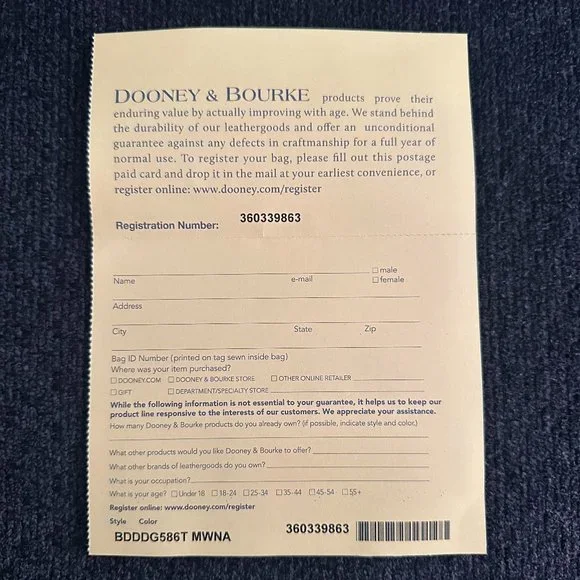 DOONEY & BOURKE products prove their
enduring value by actually improving with age. We stand behind
the durability of our leathergoods and offer an unconditional
guarantee against any defects in craftmanship for a full year of
normal use. To register your bag, please fill out this postage
paid card and drop it in the mail at your earliest convenience, or
register online: www.dooney.com/register
Registration Number: 360339863
Name e-mail □ male
□ female
Address
City State Zip
Bag ID Number (printed on tag sewn inside bag)
Where was your item purchased?
□ DOONEY.COM □ DOONEY & BOURKE STORE □ OTHER ONLINE RETAILER
□ GIFT □ DEPARTMENT/SPECIALTY STORE
While the following information is not essential to your guarantee, it helps us to keep our
product line responsive to the interests of our customers. We appreciate your assistance.
How many Dooney & Bourke products do you already own? (if possible, indicate style and color.)
What other products would you like Dooney & Bourke to offer?
What other brands of leathergoods do you own?
What is your occupation?
What is your age? □ Under 18 □ 18-24 □ 25-34 □ 35-44 □ 45-54 □ 55+
Register online: www.dooney.com/register
Style Color
BDDDG586T MWNA 360339863